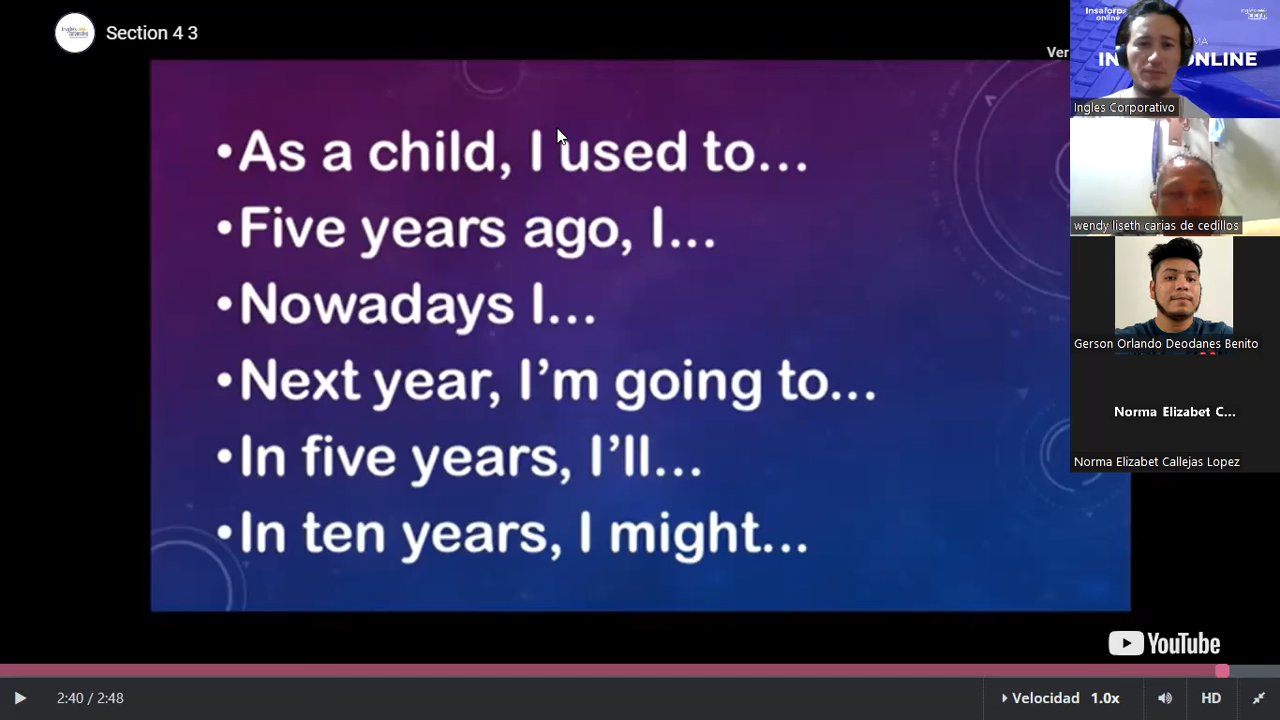 Section 4 3
Ver
•As a child, I used to...
•Five years ago, I...
•Nowadays I...
•Next year, I'm going to...
•In five years, I'll...
•In ten years, I might...
YouTube
2:40 / 2:48
Velocidad 1.0x
HD
Insaforp
online
ONLINE
Ingles Corporativo
wendy liseth carias de cedillos
Gerson Orlando Deodanes Benito
Norma Elizabet C...
Norma Elizabet Callejas Lopez